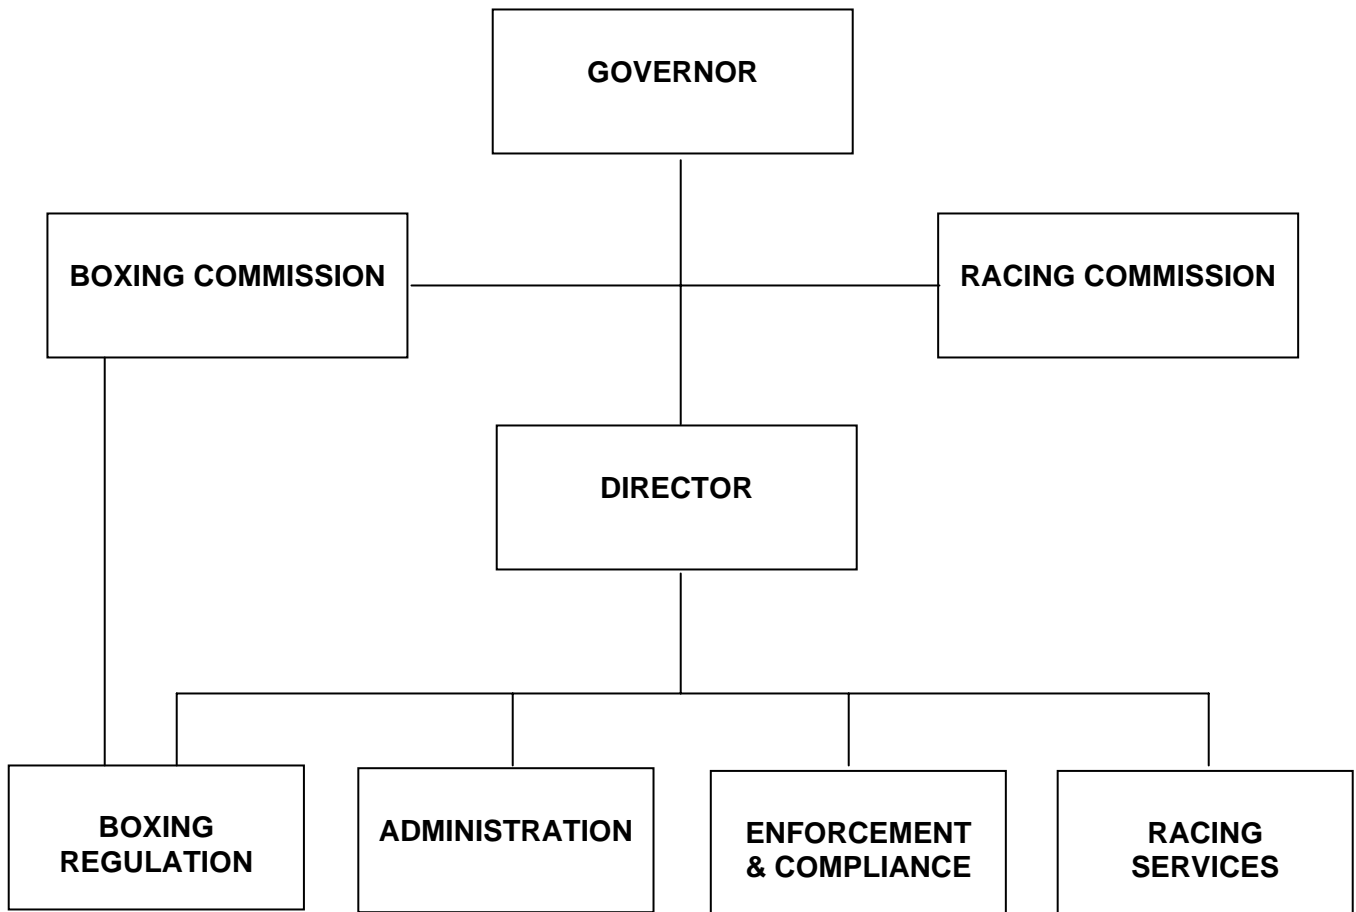 GOVERNOR
BOXING COMMISSION
RACING COMMISSION
DIRECTOR
BOXING
REGULATION
ADMINISTRATION
ENFORCEMENT
& COMPLIANCE
RACING
SERVICES